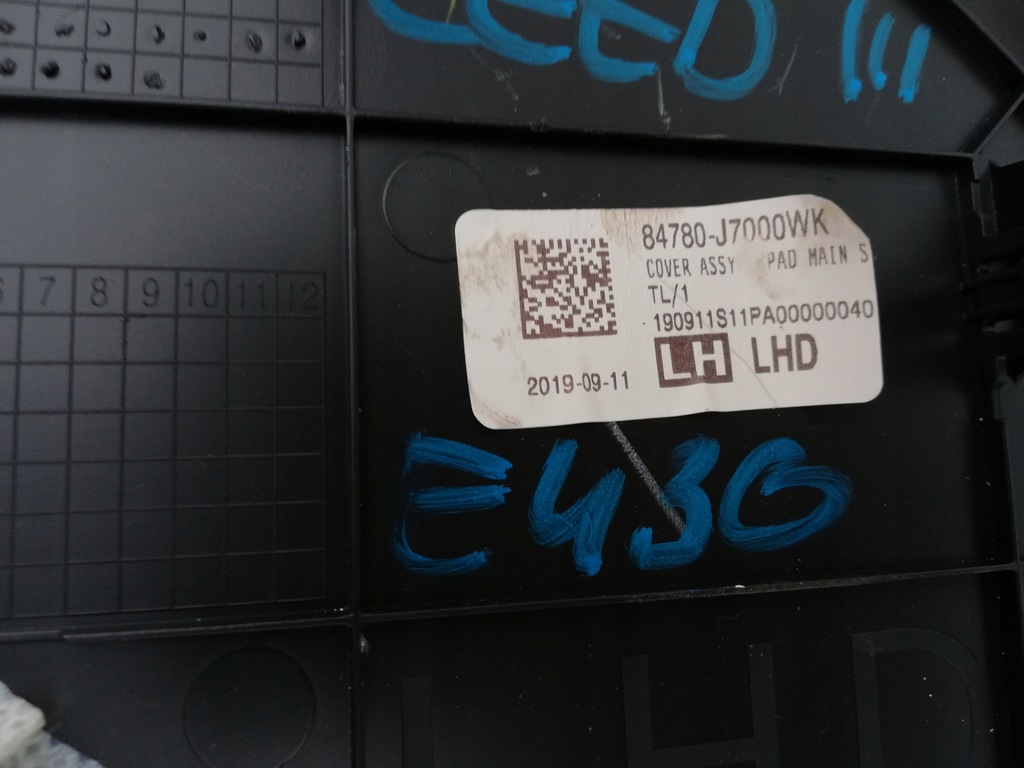 CEED III
84780-J7000WK
COVER ASSY PAD MAIN S
TL/1
190911S11PA00000040
LH LHD
2019-09-11
7 8 9 10 11 12
E43G
LHD